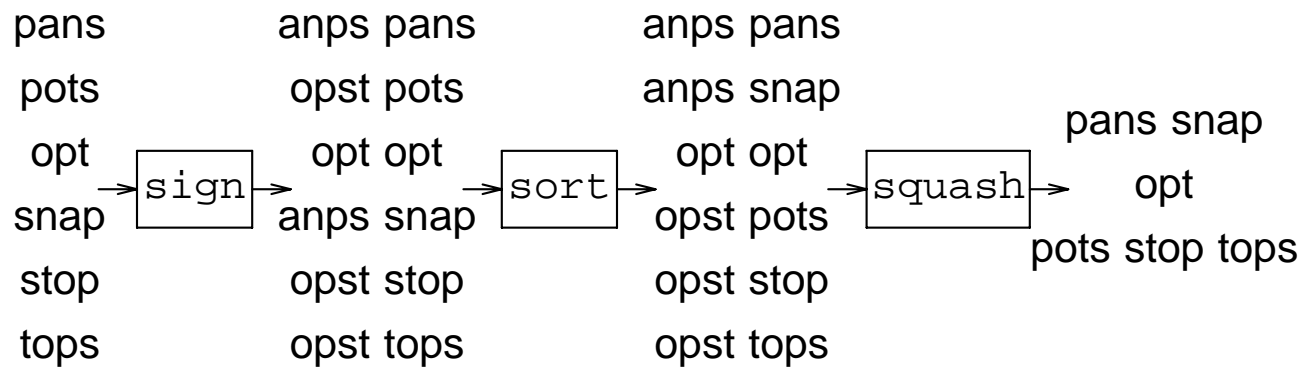 pans
pots
opt
snap
stop
tops
sign
anps pans
opst pots
opt opt
anps snap
opst stop
opst tops
sort
anps pans
anps snap
opt opt
opst pots
opst stop
opst tops
squash
pans snap
opt
pots stop tops